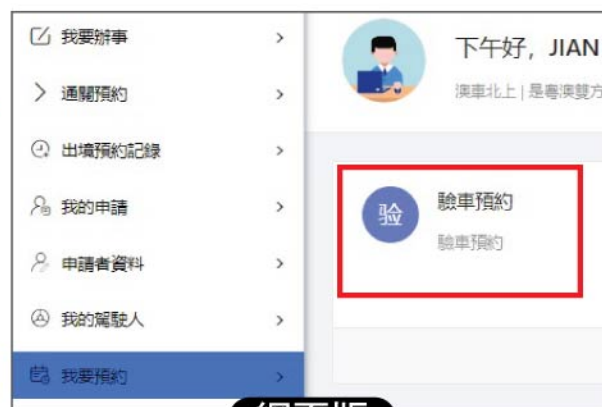 我要辦事
通關預約
出境預約記錄
我的申請
申請者資料
我的駕駛人
我要預約
下午好，JIAN
澳車北上 | 是粵澳雙方
验
驗車預約
驗車預約